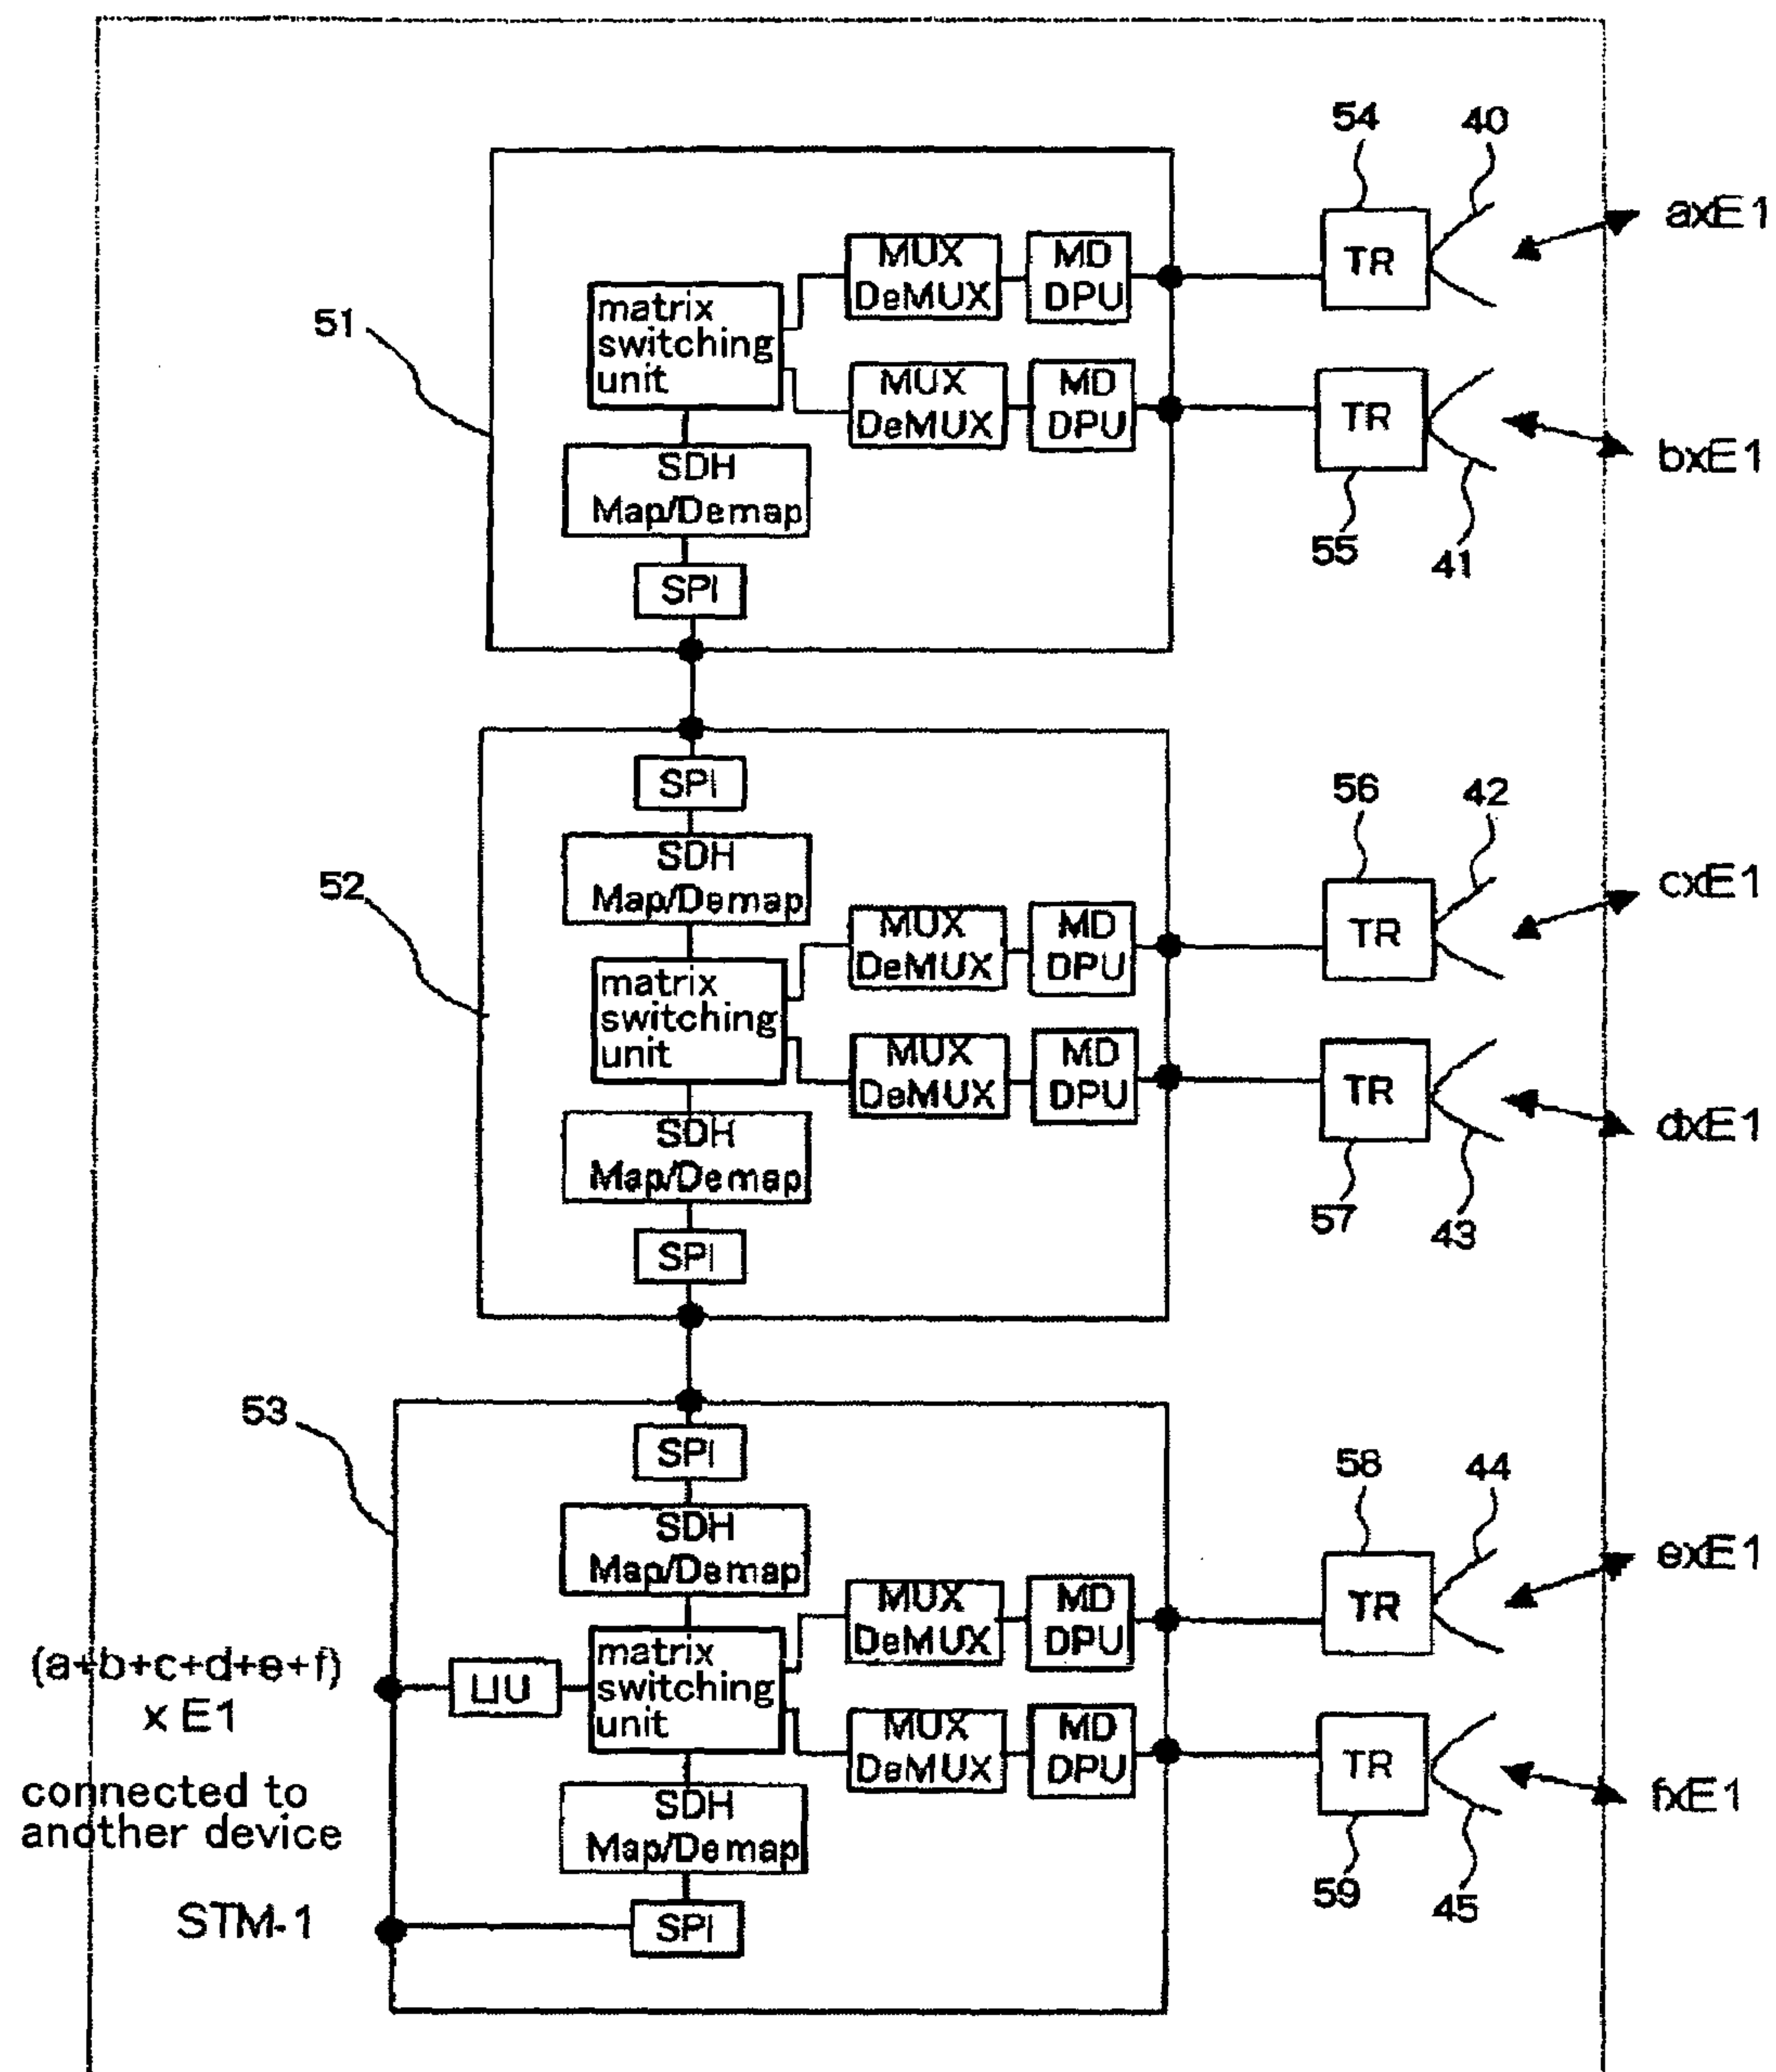 54
40
axE1
MUX
DeMUX
MD
DPU
TR
51
matrix
switching
unit
MUX
DeMUX
MD
DPU
TR
bxE1
SDH
Map/Demap
55
41
SPI
SPI
56
42
52
SDH
Map/Demap
cxE1
MUX
DeMUX
MD
DPU
TR
matrix
switching
unit
MUX
DeMUX
MD
DPU
TR
dxE1
SDH
Map/Demap
57
43
SPI
53
SPI
58
44
SDH
Map/Demap
exE1
MUX
DeMUX
MD
DPU
TR
(a+b+c+d+e+f)
x E1
LIU
matrix
switching
unit
MUX
DeMUX
MD
DPU
TR
fxE1
connected to
another device
SDH
Map/Demap
59
45
STM-1
SPI